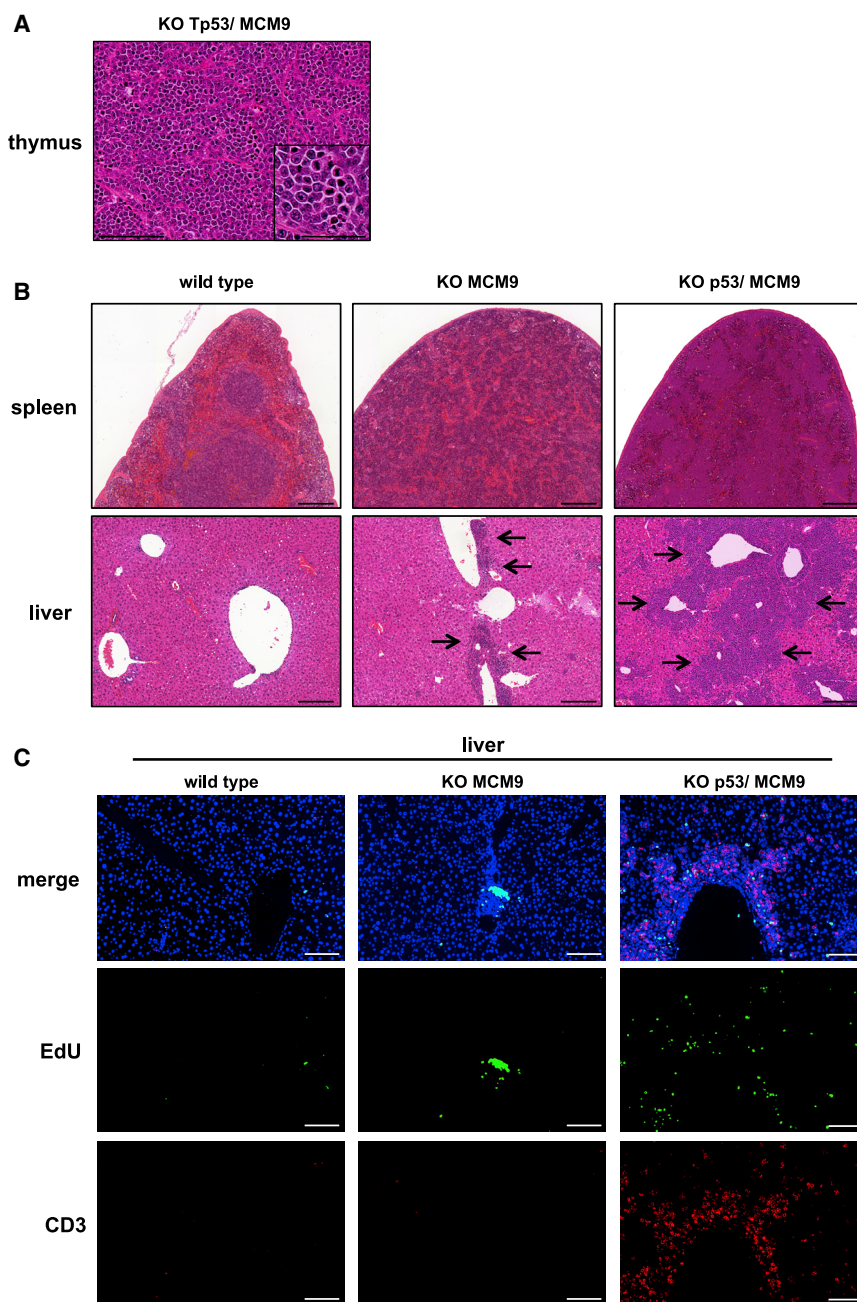 A
KO Tp53/ MCM9
thymus
B
wild type
KO MCM9
KO p53/ MCM9
spleen
liver
C
liver
wild type
KO MCM9
KO p53/ MCM9
merge
EdU
CD3